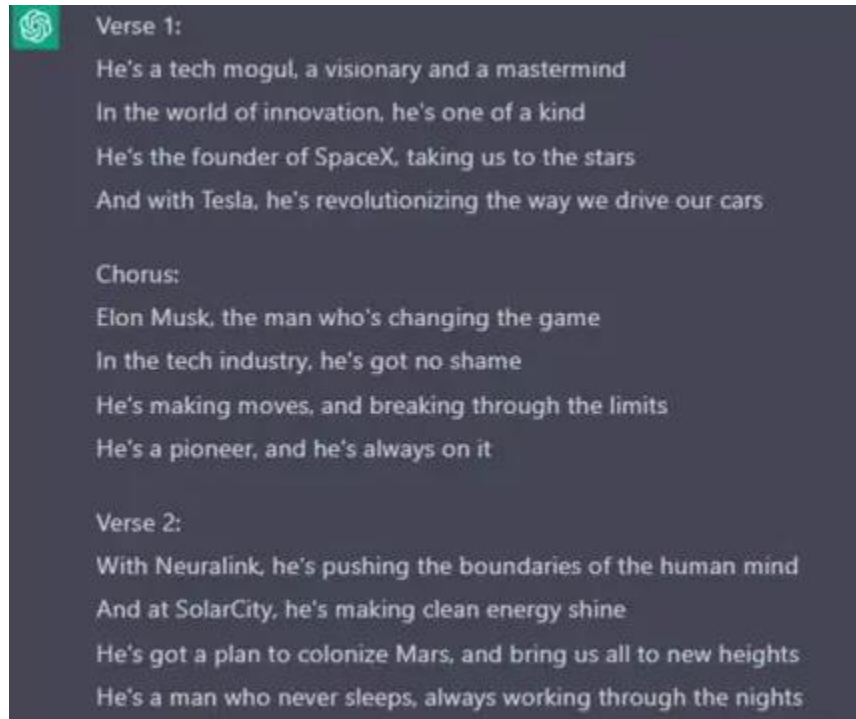 Verse 1:
He's a tech mogul, a visionary and a mastermind
In the world of innovation, he's one of a kind
He's the founder of SpaceX, taking us to the stars
And with Tesla, he's revolutionizing the way we drive our cars
Chorus:
Elon Musk, the man who's changing the game
In the tech industry, he's got no shame
He's making moves, and breaking through the limits
He's a pioneer, and he's always on it
Verse 2:
With Neuralink, he's pushing the boundaries of the human mind
And at SolarCity, he's making clean energy shine
He's got a plan to colonize Mars, and bring us all to new heights
He's a man who never sleeps, always working through the nights